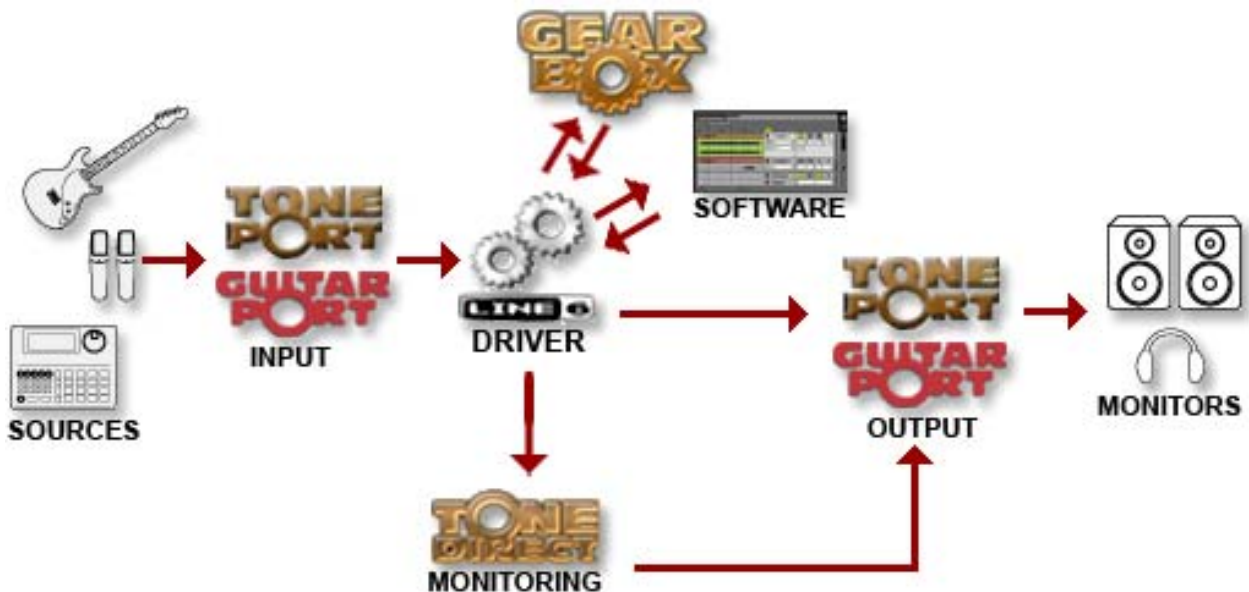 GEAR
BOX
SOFTWARE
TONE
PORT
GUITAR
PORT
INPUT
LINE 6
DRIVER
TONE
PORT
GUITAR
PORT
OUTPUT
SOURCES
MONITORS
TONE
DIRECT
MONITORING